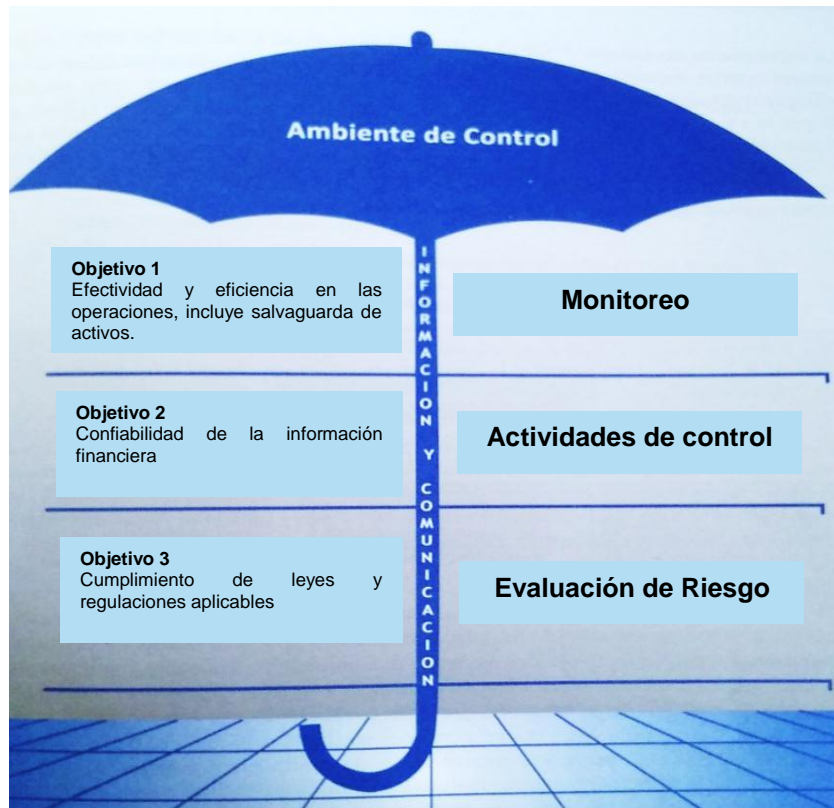 Ambiente de Control
Objetivo 1
Efectividad y eficiencia en las
operaciones, incluye salvaguarda de
activos.
Monitoreo
Objetivo 2
Confiabilidad de la información
financiera
Actividades de control
Objetivo 3
Cumplimiento de leyes y
regulaciones aplicables
Evaluación de Riesgo
INFORMACION Y COMUNICACION